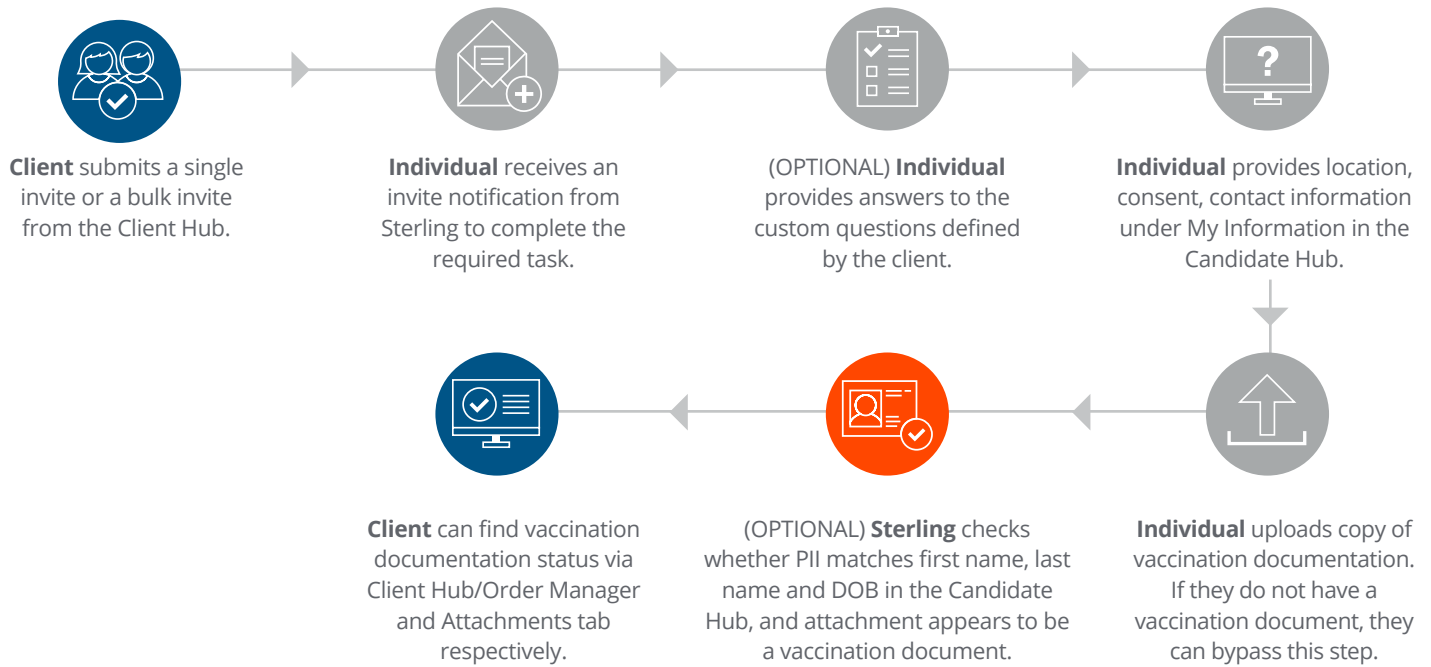 ?
Client submits a single
invite or a bulk invite
from the Client Hub.
Individual receives an
invite notification from
Sterling to complete the
required task.
(OPTIONAL) Individual
provides answers to the
custom questions defined
by the client.
Individual provides location,
consent, contact information
under My Information in the
Candidate Hub.
Individual uploads copy of
vaccination documentation.
If they do not have a
vaccination document, they
can bypass this step.
(OPTIONAL) Sterling checks
whether PII matches first name, last
name and DOB in the Candidate
Hub, and attachment appears to be
a vaccination document.
Client can find vaccination
documentation status via
Client Hub/Order Manager
and Attachments tab
respectively.